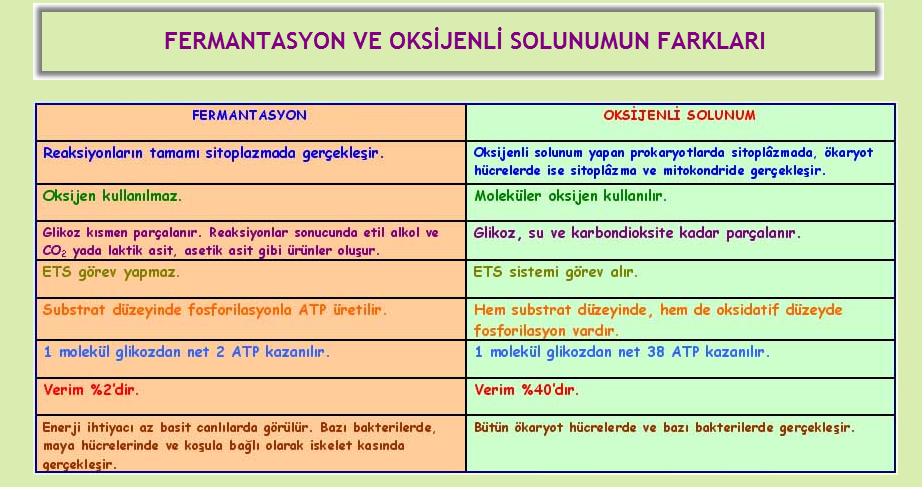 FERMANTASYON VE OKSİJENLİ SOLUNUMUN FARKLARI
FERMANTASYON
OKSİJENLİ SOLUNUM
Reaksiyonların tamamı sitoplazmada gerçekleşir.
Oksijenli solunum yapan prokaryotlarda sitoplâzmada, ökaryot
hücrelerde ise sitoplâzma ve mitokondride gerçekleşir.
Oksijen kullanılmaz.
Moleküler oksijen kullanılır.
Glikoz kısmen parçalanır. Reaksiyonlar sonucunda etil alkol ve
CO₂ yada laktik asit, asetik asit gibi ürünler oluşur.
Glikoz, su ve karbondioksite kadar parçalanır.
ETS görev yapmaz.
ETS sistemi görev alır.
Substrat düzeyinde fosforilasyonla ATP üretilir.
Hem substrat düzeyinde, hem de oksidatif düzeyde
fosforilasyon vardır.
1 molekül glikozdan net 2 ATP kazanılır.
1 molekül glikozdan net 38 ATP kazanılır.
Verim %2'dir.
Verim %40'dır.
Enerji ihtiyacı az basit canlılarda görülür. Bazı bakterilerde,
maya hücrelerinde ve koşula bağlı olarak iskelet kasında
gerçekleşir.
Bütün ökaryot hücrelerde ve bazı bakterilerde gerçekleşir.